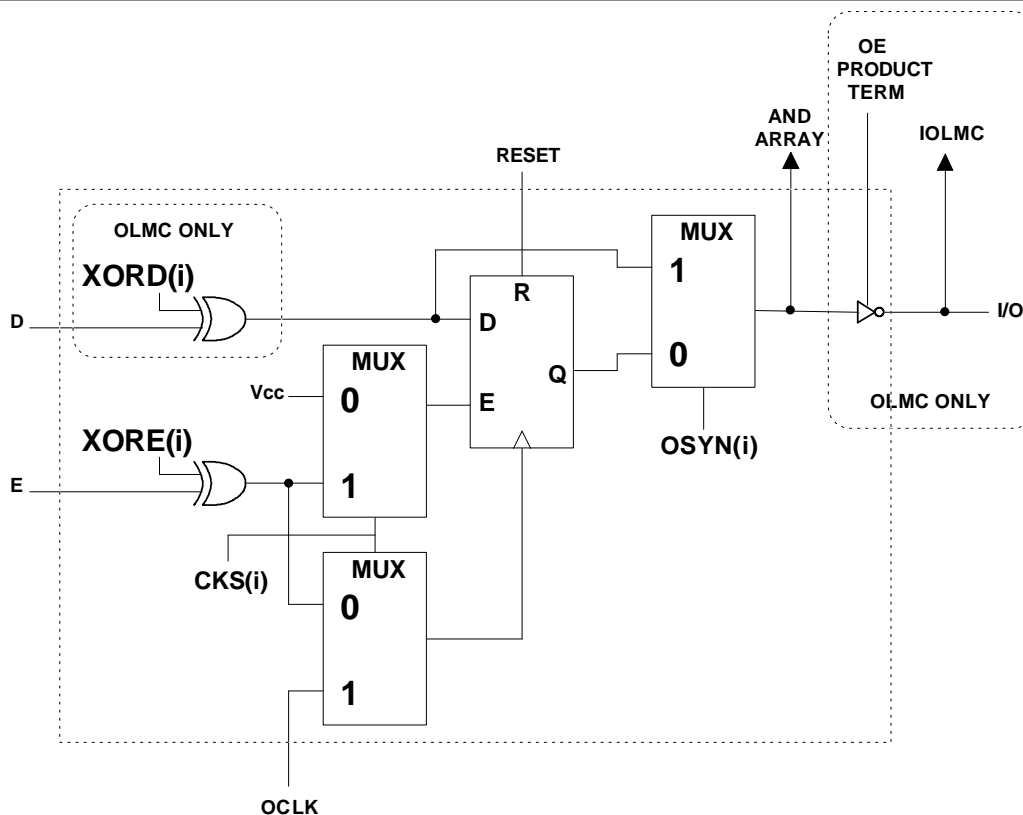 OE
PRODUCT
TERM
AND
ARRAY
IOLMC
RESET
OLMC ONLY
MUX
XORD(i)
1
R
D
D
I/O
MUX
0
Q
Vcc
0
E
OLMC ONLY
XORE(i)
OSYN(i)
E
1
MUX
CKS(i)
0
1
OCLK